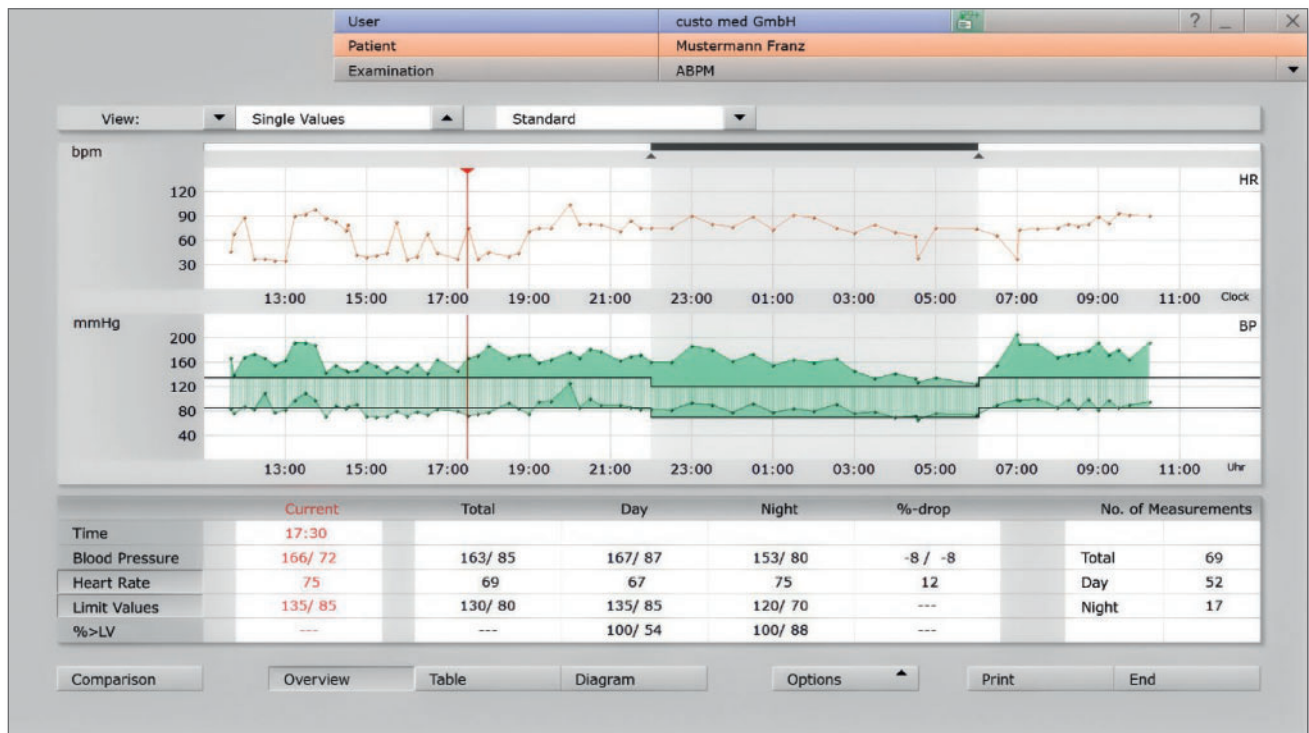 User custo med GmbH ? _ X
Patient Mustermann Franz
Examination ABPM
View: Single Values Standard
bpm
HR
120
90
60
30
13:00 15:00 17:00 19:00 21:00 23:00 01:00 03:00 05:00 07:00 09:00 11:00 Clock
mmHg
BP
200
160
120
80
40
13:00 15:00 17:00 19:00 21:00 23:00 01:00 03:00 05:00 07:00 09:00 11:00 Uhr
Current Total Day Night %-drop No. of Measurements
Time 17:30
Blood Pressure 166/ 72 163/ 85 167/ 87 153/ 80 -8 / -8 Total 69
Heart Rate 75 69 67 75 12 Day 52
Limit Values 135/ 85 130/ 80 135/ 85 120/ 70 --- Night 17
%>LV --- --- 100/ 54 100/ 88 ---
Comparison Overview Table Diagram Options Print End